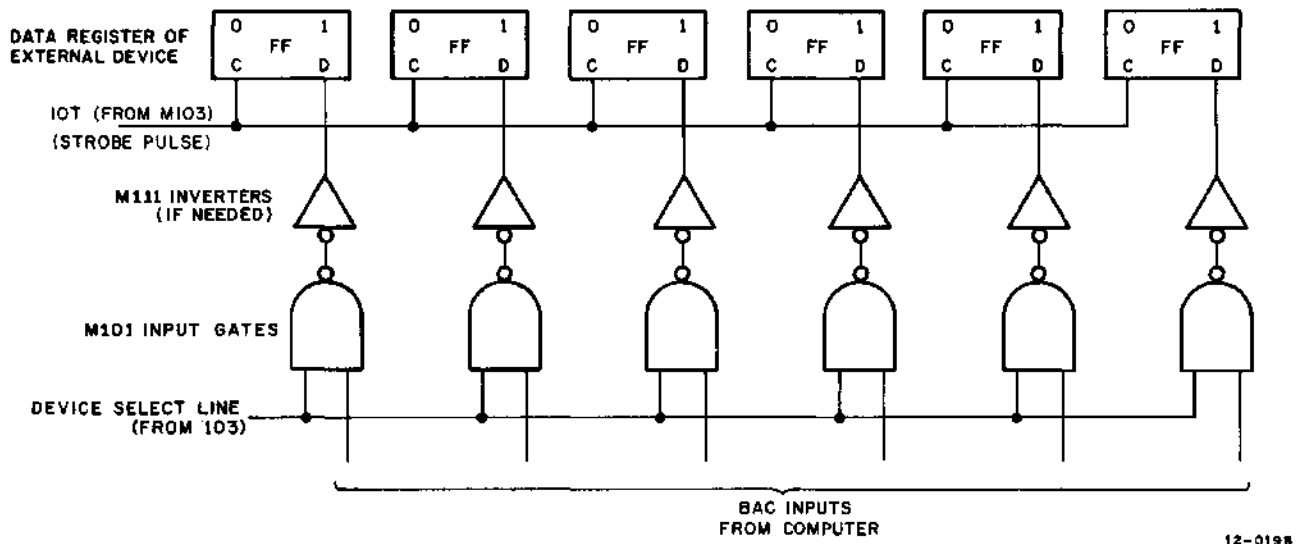 DATA REGISTER OF
EXTERNAL DEVICE
0 1
FF
C D
0 1
FF
C D
0 1
FF
C D
0 1
FF
C D
0 1
FF
C D
0 1
FF
C D
IOT (FROM M103)
(STROBE PULSE)
M111 INVERTERS
(IF NEEDED)
M101 INPUT GATES
DEVICE SELECT LINE
(FROM 103)
BAC INPUTS
FROM COMPUTER
12-0198